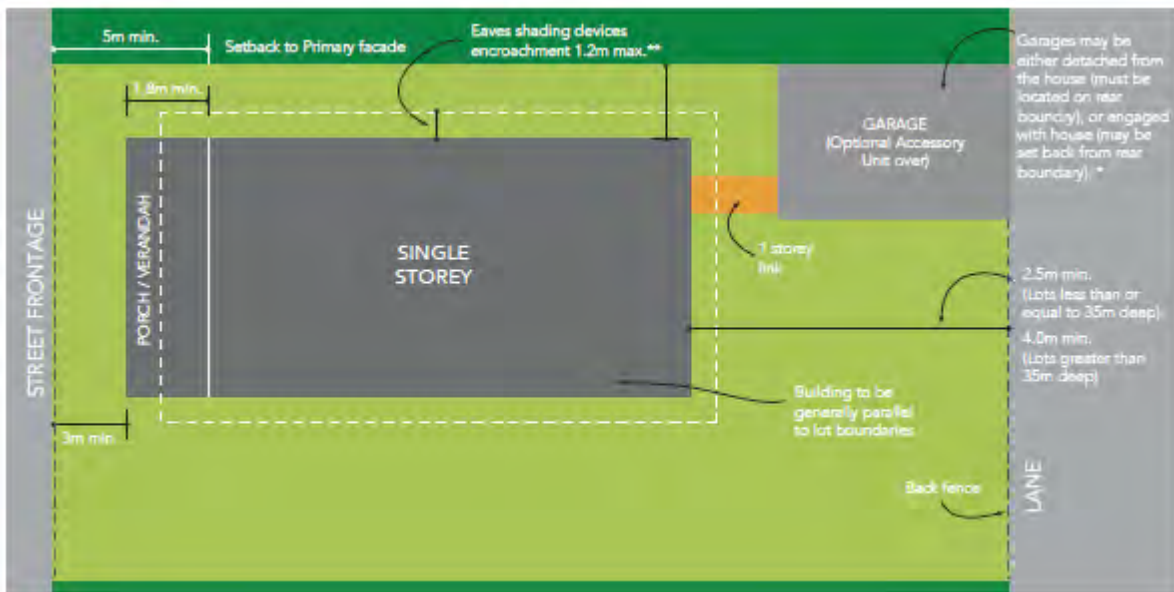 5m min.
Setback to Primary facade
Eaves shading devices
encroachment 1.2m max.**
Garages may be
either detached from
the house (must be
located on rear
boundry), or engaged
with house (may be
set back from rear
boundary). *
1.8m min.
GARAGE
(Optional Accessory
Unit over)
STREET FRONTAGE
PORCH / VERANDAH
SINGLE
STOREY
1 storey
link
2.5m min.
(Lots less than or
equal to 35m deep)
4.0m min.
(Lots greater than
35m deep)
Building to be
generally parallel
to lot boundaries
3m min.
Back fence
LANE